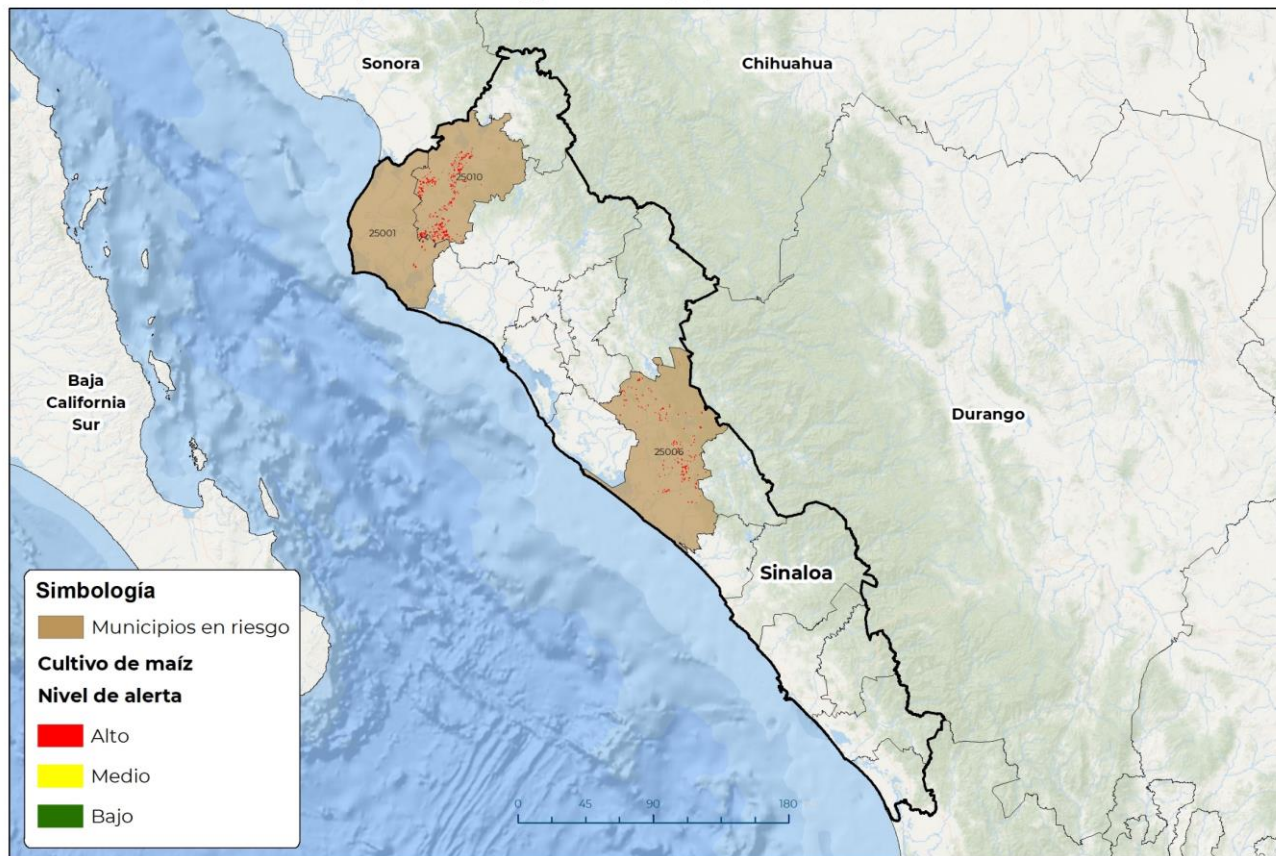 Sonora
Chihuahua
25010
25001
Baja
California
Sur
Durango
25006
Sinaloa
Simbología
Municipios en riesgo
Cultivo de maíz
Nivel de alerta
Alto
Medio
Bajo
0 45 90 180